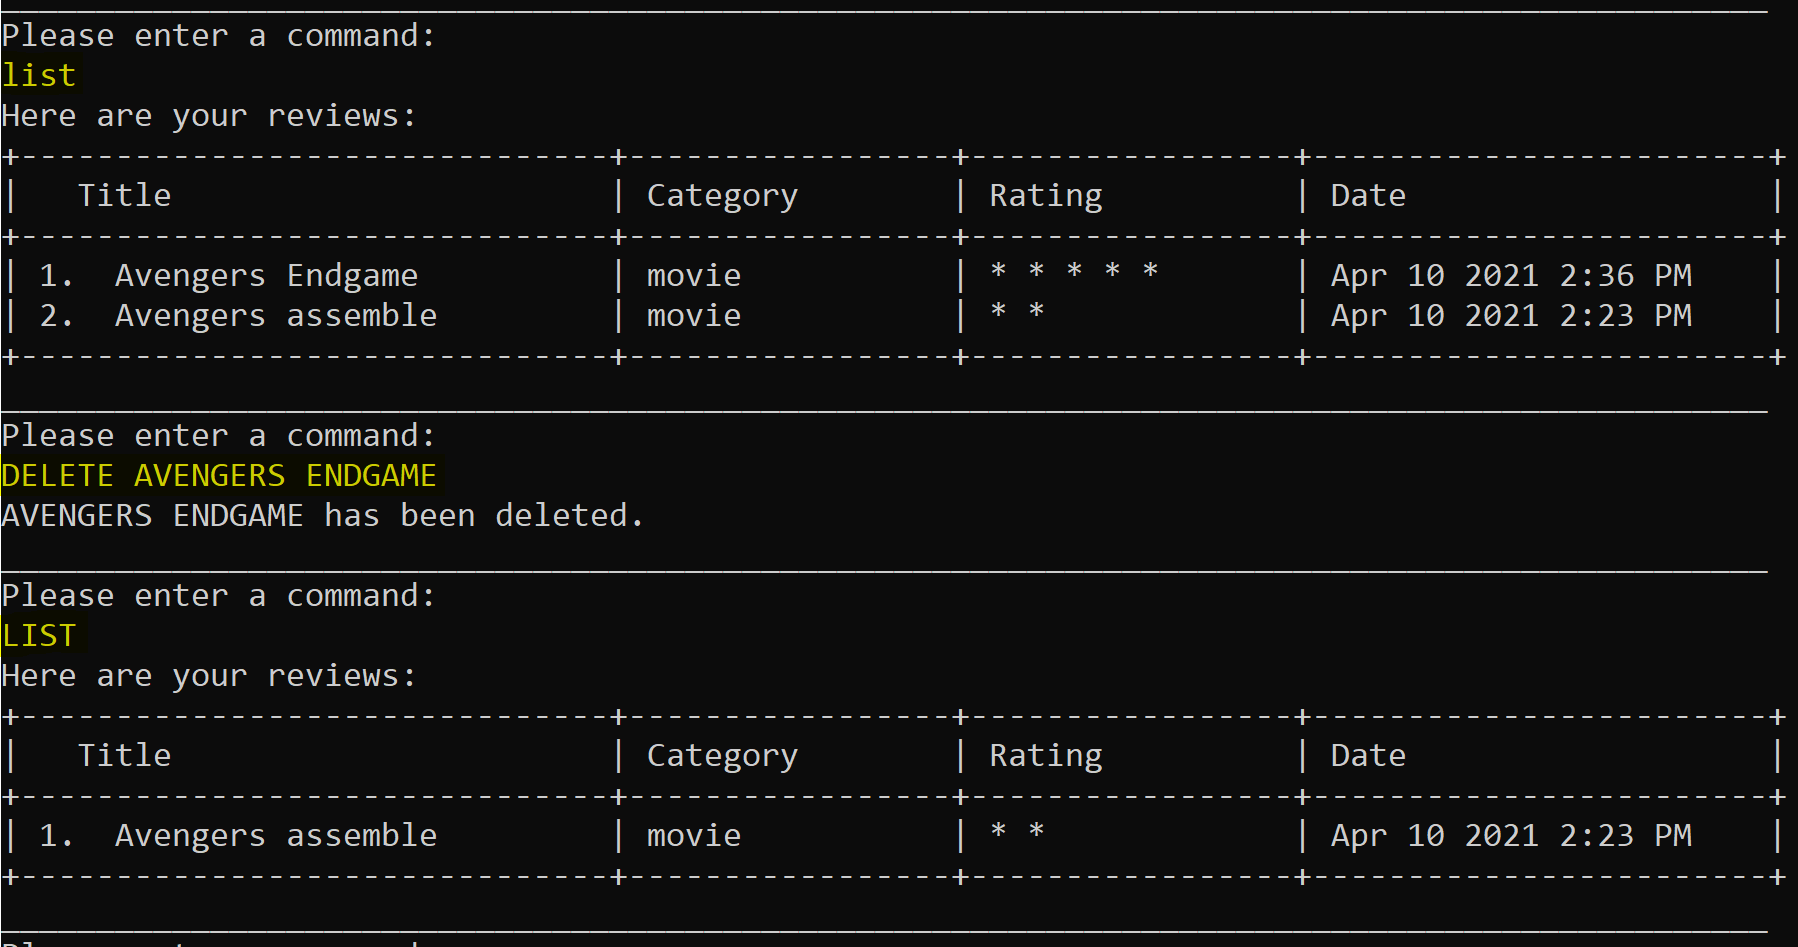 Please enter a command:
list
Here are your reviews:
+-------------------------------+-----------------+-----------------+------------------------+
|   Title                       | Category        | Rating          | Date                   |
+-------------------------------+-----------------+-----------------+------------------------+
| 1.  Avengers Endgame          | movie           | * * * * *       | Apr 10 2021 2:36 PM    |
| 2.  Avengers assemble         | movie           | * *             | Apr 10 2021 2:23 PM    |
+-------------------------------+-----------------+-----------------+------------------------+
Please enter a command:
DELETE AVENGERS ENDGAME
AVENGERS ENDGAME has been deleted.
Please enter a command:
LIST
Here are your reviews:
+-------------------------------+-----------------+-----------------+------------------------+
|   Title                       | Category        | Rating          | Date                   |
+-------------------------------+-----------------+-----------------+------------------------+
| 1.  Avengers assemble         | movie           | * *             | Apr 10 2021 2:23 PM    |
+-------------------------------+-----------------+-----------------+------------------------+